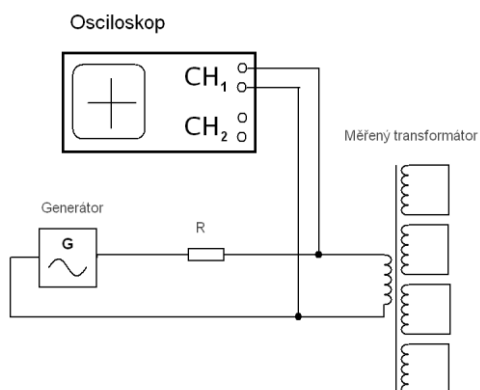 Osciloskop
CH1
CH2
Měřený transformátor
Generátor
G
R